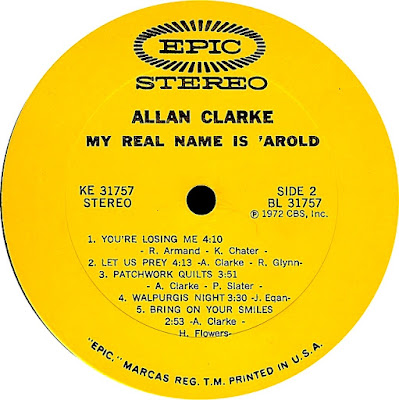 EPIC
STEREO
ALLAN CLARKE
MY REAL NAME IS 'AROLD
KE 31757
STEREO
SIDE 2
BL 31757
℗ 1972 CBS, Inc.
1. YOU'RE LOSING ME 4:10
- R. Armand - K. Chater -
2. LET US PREY 4:13 -A. Clarke - R. Glynn-
3. PATCHWORK QUILTS 3:51
- A. Clarke - P. Slater -
4. WALPURGIS NIGHT 3:30 -J. Egan-
5. BRING ON YOUR SMILES
2:53 -A. Clarke -
H. Flowers-
"EPIC," MARCAS REG. T.M. PRINTED IN U.S.A.